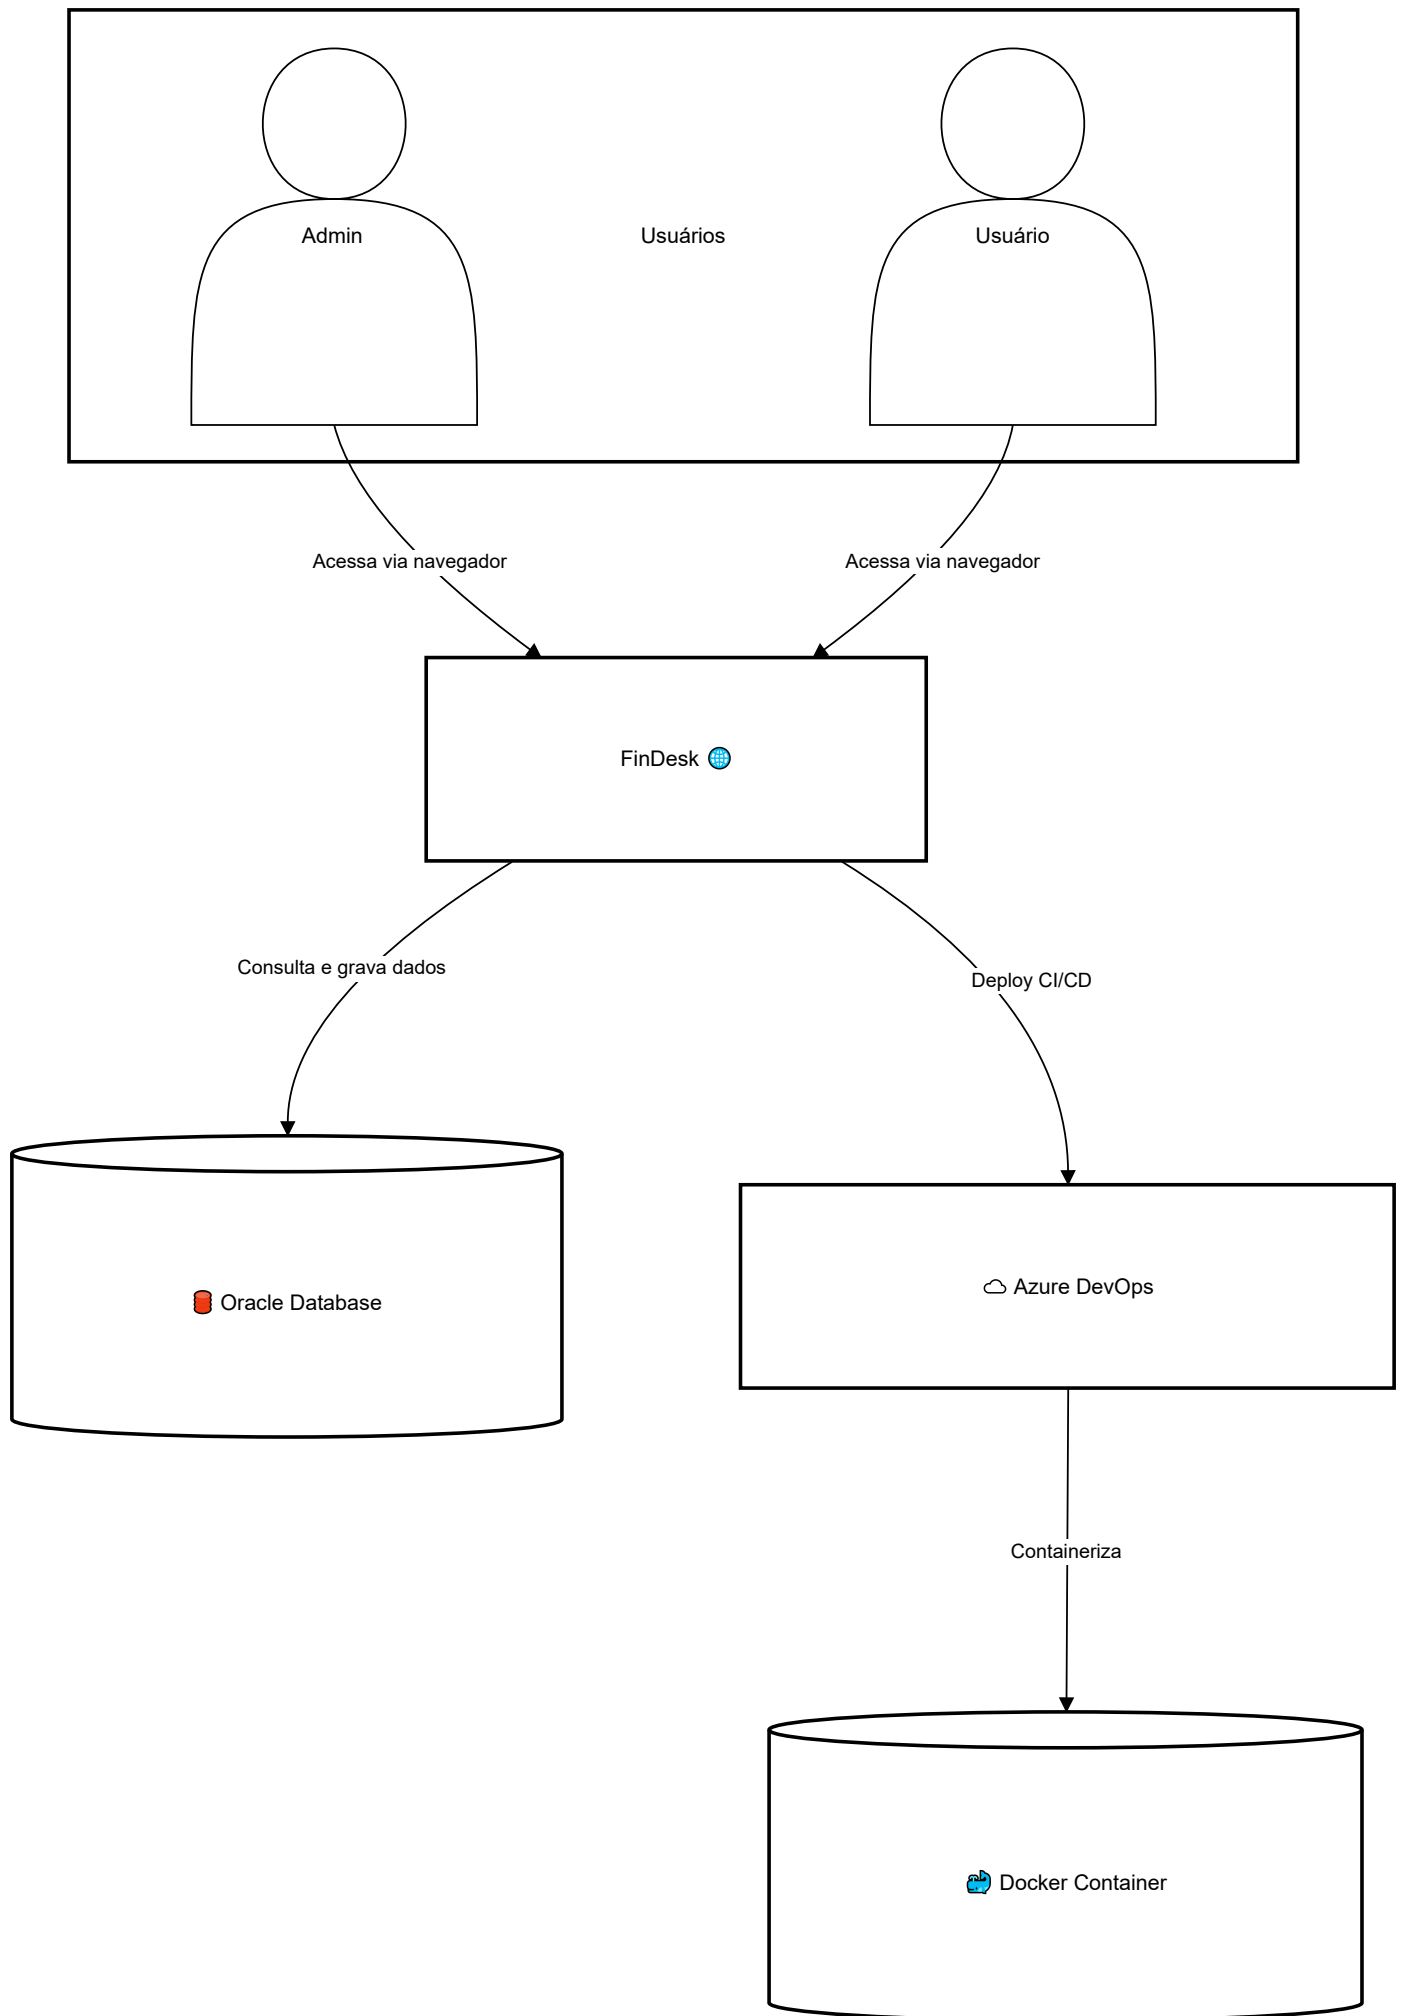 Admin
Usuários
Usuário
Acessa via navegador
Acessa via navegador
FinDesk
Consulta e grava dados
Deploy CI/CD
Oracle Database
Azure DevOps
Containeriza
Docker Container